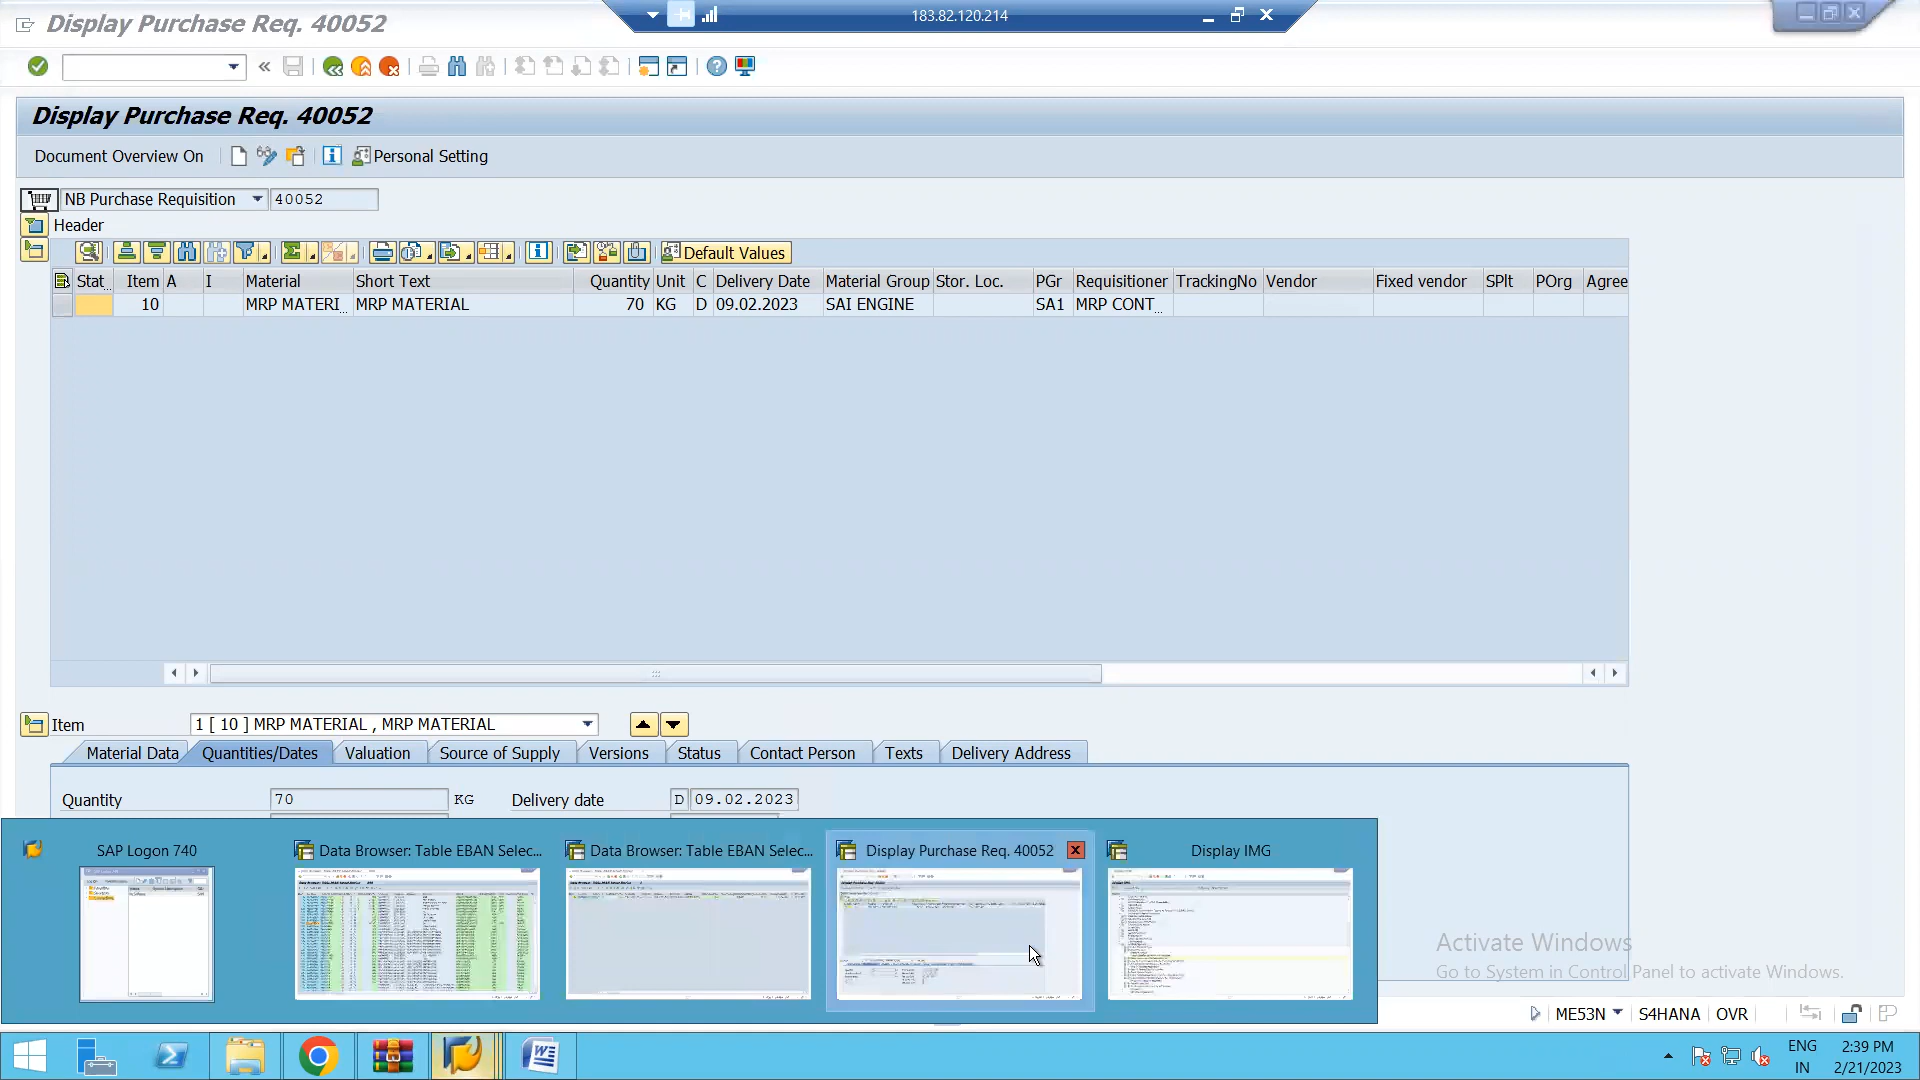 Display Purchase Req. 40052
183.82.120.214
Display Purchase Req. 40052
Document Overview On
Personal Setting
NB Purchase Requisition
40052
Header
Default Values
Stat.. Item A I Material Short Text Quantity Unit C Delivery Date Material Group Stor. Loc. PGr Requisitioner TrackingNo Vendor Fixed vendor SPlt POrg Agree
10 MRP MATERI... MRP MATERIAL 70 KG D 09.02.2023 SAI ENGINE SA1 MRP CONT...
Item
1 [ 10 ] MRP MATERIAL , MRP MATERIAL
Material Data Quantities/Dates Valuation Source of Supply Versions Status Contact Person Texts Delivery Address
Quantity 70 KG Delivery date D 09.02.2023
SAP Logon 740
Data Browser: Table EBAN Selec...
Data Browser: Table EBAN Selec...
Display Purchase Req. 40052
Display IMG
Activate Windows
Go to System in Control Panel to activate Windows.
ME53N S4HANA OVR
ENG
IN
2:39 PM
2/21/2023